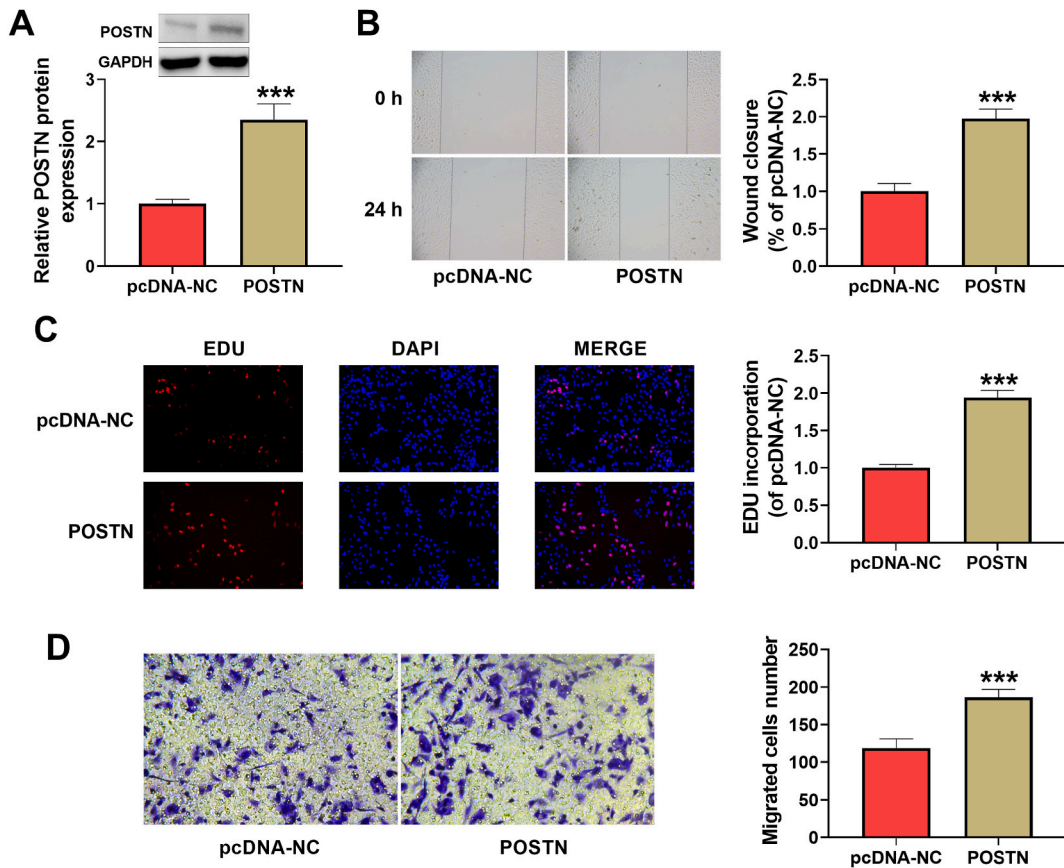 A
POSTN
GAPDH
Relative POSTN protein
expression
3
2
1
0
***
pcDNA-NC
POSTN
B
0 h
24 h
pcDNA-NC
POSTN
Wound closure
(% of pcDNA-NC)
2.5
2.0
1.5
1.0
0.5
0.0
***
pcDNA-NC
POSTN
C
EDU
DAPI
MERGE
pcDNA-NC
POSTN
EDU incorporation
(of pcDNA-NC)
2.5
2.0
1.5
1.0
0.5
0.0
***
pcDNA-NC
POSTN
D
pcDNA-NC
POSTN
Migrated cells number
250
200
150
100
50
0
***
pcDNA-NC
POSTN